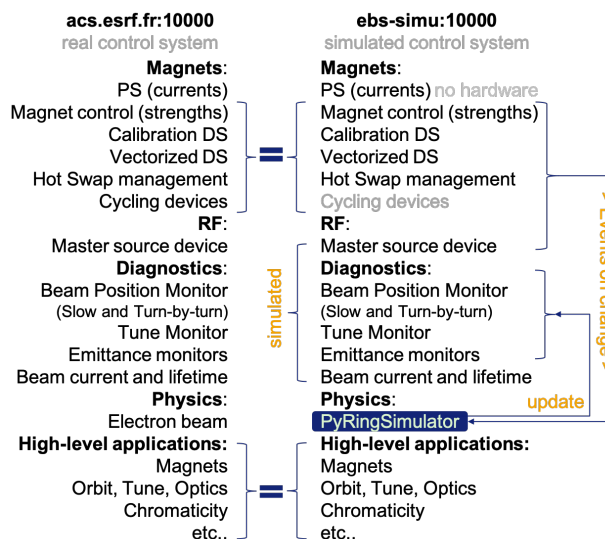 acs.esrf.fr:10000
real control system
Magnets:
PS (currents)
Magnet control (strengths)
Calibration DS
Vectorized DS
Hot Swap management
Cycling devices
RF:
Master source device
Diagnostics:
Beam Position Monitor
(Slow and Turn-by-turn)
Tune Monitor
Emittance monitors
Beam current and lifetime
Physics:
Electron beam
High-level applications:
Magnets
Orbit, Tune, Optics
Chromaticity
etc..
=
simulated
=
ebs-simu:10000
simulated control system
Magnets:
PS (currents) no hardware
Magnet control (strengths)
Calibration DS
Vectorized DS
Hot Swap management
Cycling devices
RF:
Master source device
Diagnostics:
Beam Position Monitor
(Slow and Turn-by-turn)
Tune Monitor
Emittance monitors
Beam current and lifetime
Physics:
PyRingSimulator
High-level applications:
Magnets
Orbit, Tune, Optics
Chromaticity
etc..
update
Events on change